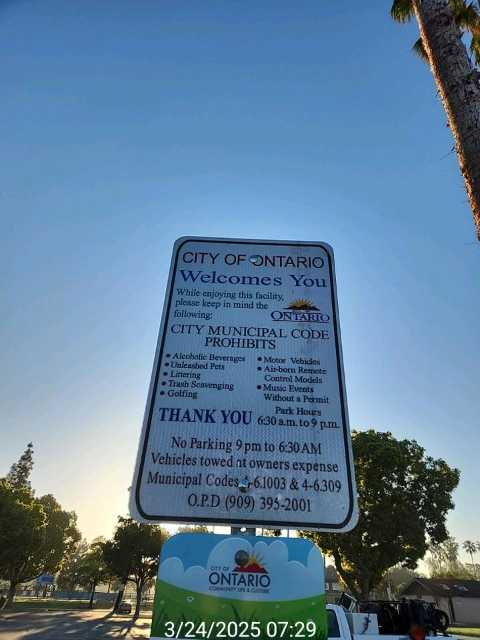 CITY OF ONTARIO
Welcomes You
While enjoying this facility,
please keep in mind the
following:
ONTARIO
CITY MUNICIPAL CODE
PROHIBITS
• Alcoholic Beverages
• Unleashed Pets
• Littering
• Trash Scavenging
• Golfing
• Motor Vehicles
• Air-born Remote
Control Models
• Music Events
Without a Permit
THANK YOU
Park Hours
6:30 a.m. to 9 p.m.
No Parking 9 pm to 6:30 AM
Vehicles towed at owners expense
Municipal Codes 4-6.1003 & 4-6.309
O.P.D (909) 395-2001
CITY OF
ONTARIO
COMMUNITY LIFE & CULTURE
3/24/2025 07:29